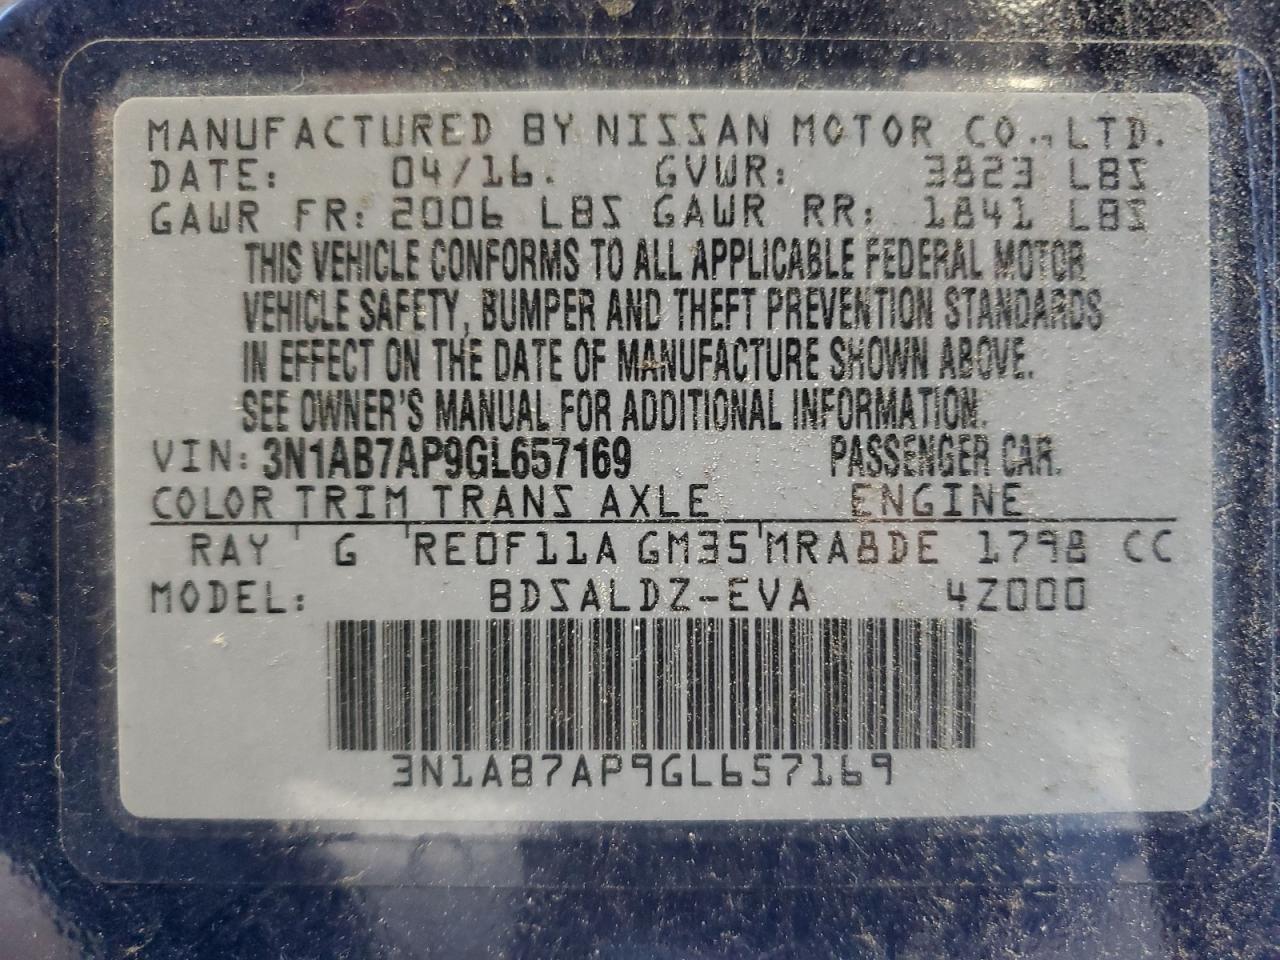 MANUFACTURED BY NISSAN MOTOR CO., LTD.
DATE: 04/16. GVWR: 3823 LBS
GAWR FR: 2006 LBS GAWR RR: 1841 LBS
THIS VEHICLE CONFORMS TO ALL APPLICABLE FEDERAL MOTOR
VEHICLE SAFETY, BUMPER AND THEFT PREVENTION STANDARDS
IN EFFECT ON THE DATE OF MANUFACTURE SHOWN ABOVE.
SEE OWNER'S MANUAL FOR ADDITIONAL INFORMATION.
VIN: 3N1AB7AP9GL657169 PASSENGER CAR.
COLOR TRIM TRANS AXLE ENGINE
RAY G RE0F11A GM35 MRA8DE 1798 CC
MODEL: BDSALDZ-EVA 4Z000
3N1AB7AP9GL657169